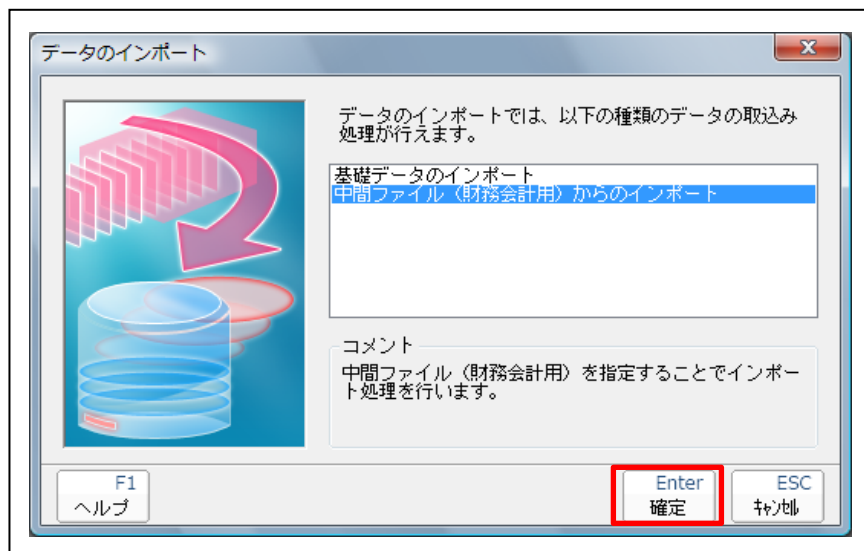 データのインポート
データのインポートでは、以下の種類のデータの取込み
処理が行えます。
基礎データのインポート
中間ファイル（財務会計用）からのインポート
コメント
中間ファイル（財務会計用）を指定することでインポー
ト処理を行います。
F1
ヘルプ
Enter
確定
ESC
ｷｬﾝｾﾙ